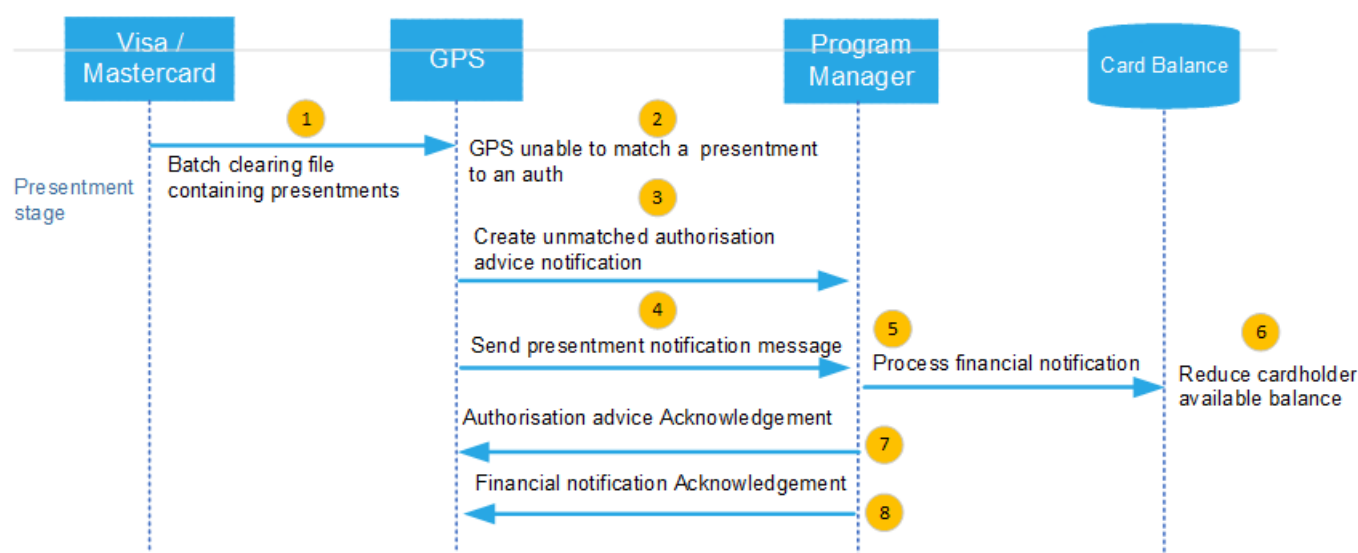 Visa /
Mastercard
GPS
Program
Manager
Card Balance
1
Batch clearing file
containing presentments
2
GPS unable to match a presentment
to an auth
Presentment
stage
3
Create unmatched authorisation
advice notification
4
Send presentment notification message
5
Process financial notification
6
Reduce cardholder
available balance
Authorisation advice Acknowledgement
7
Financial notification Acknowledgement
8